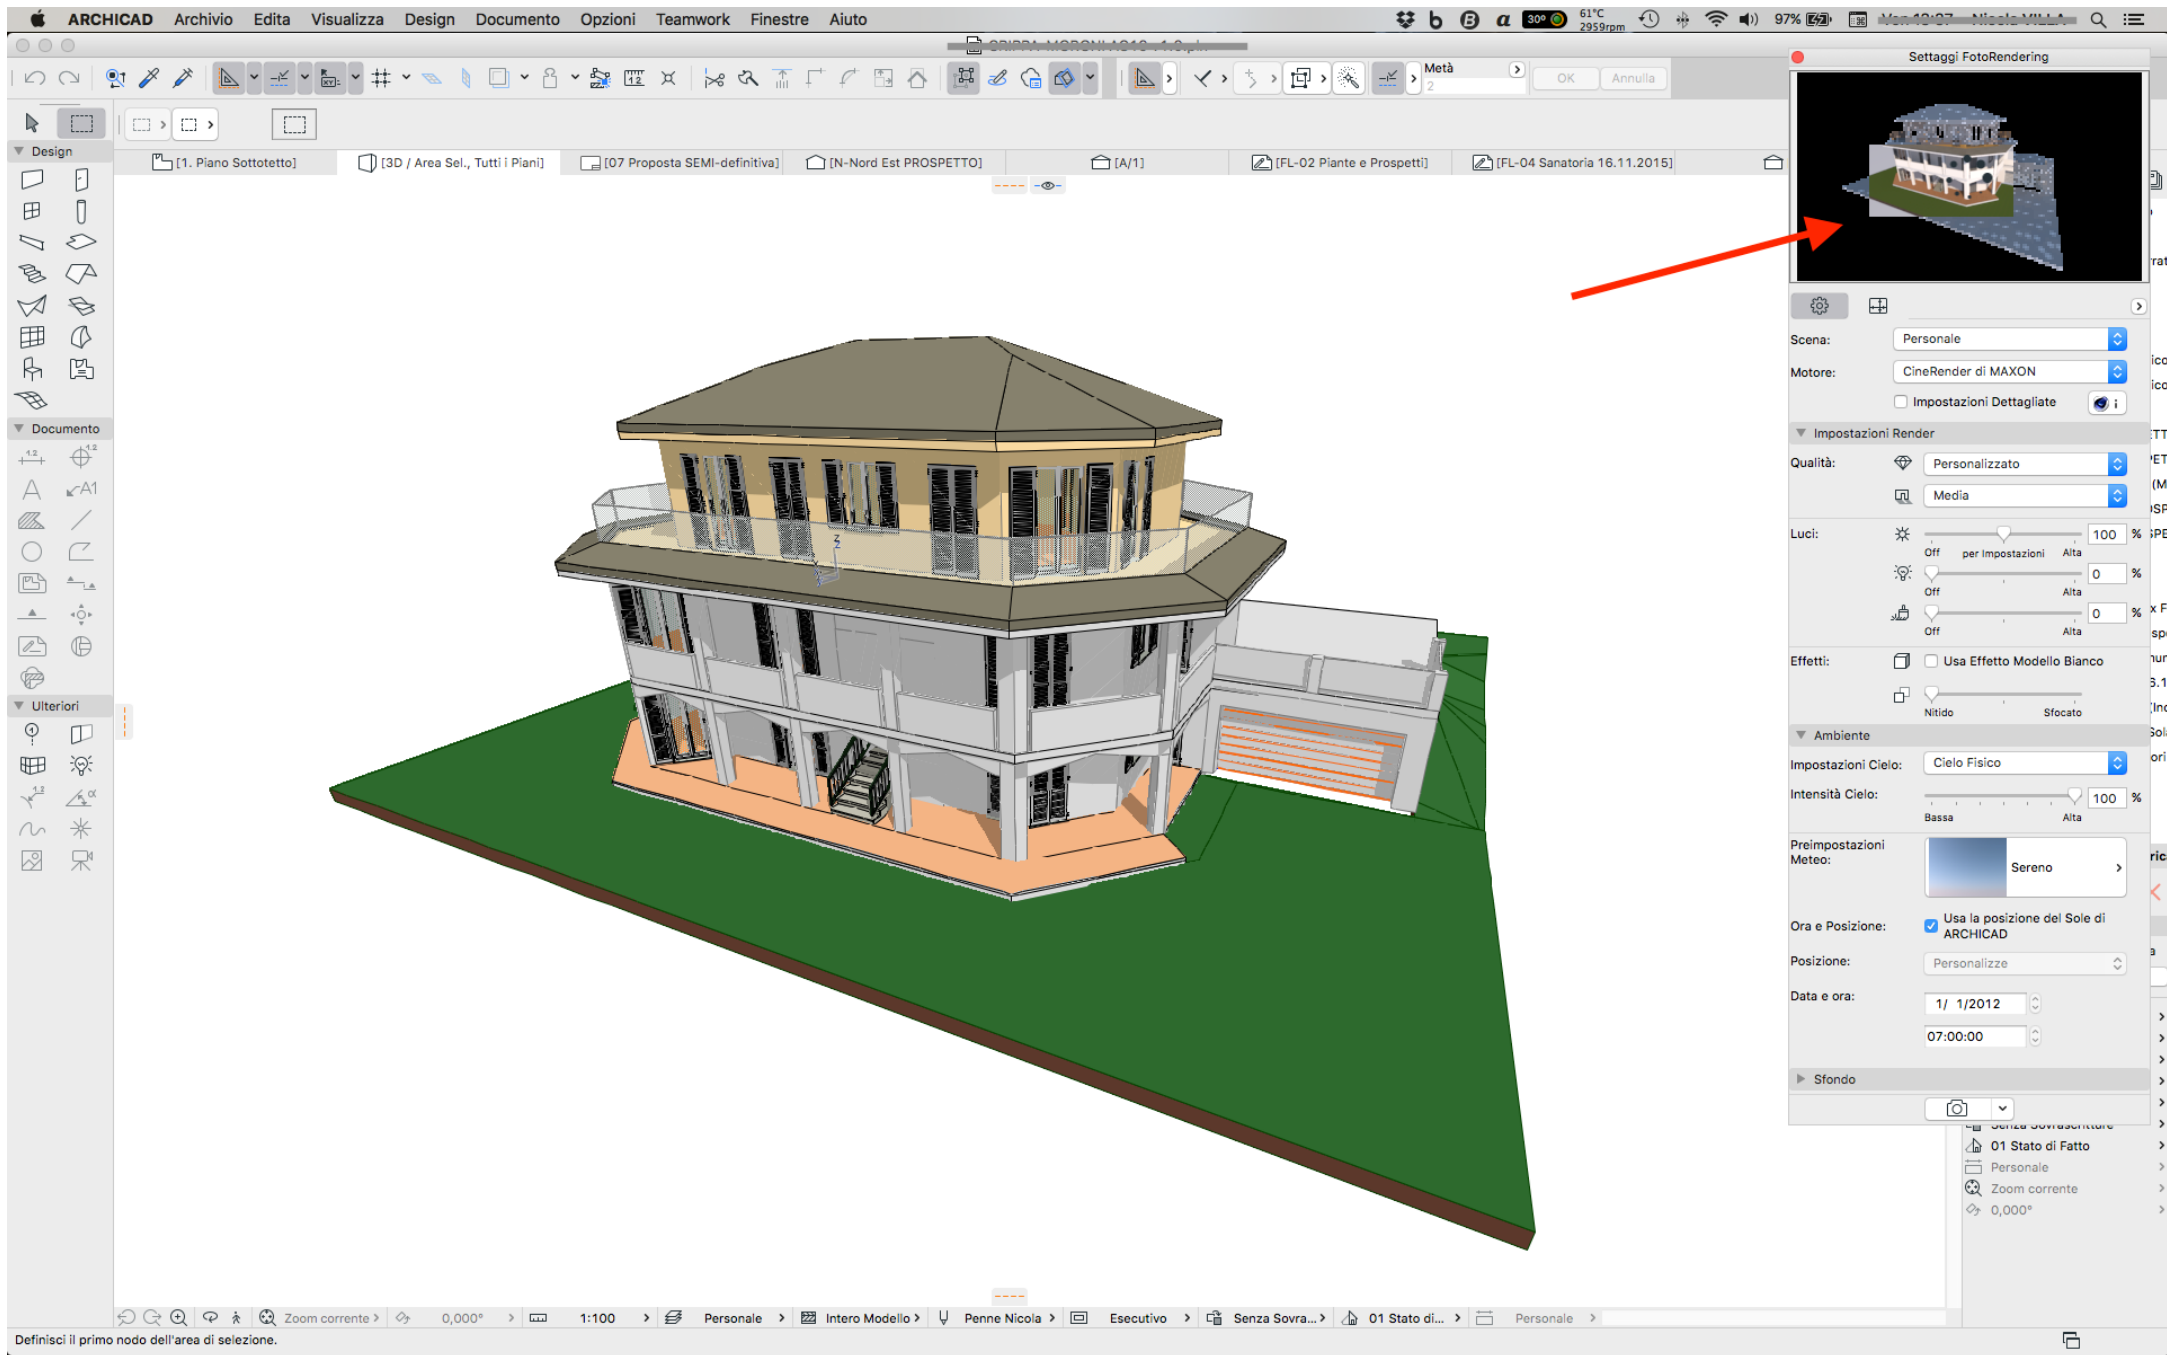 ARCHICAD Archivio Edita Visualizza Design Documento Opzioni Teamwork Finestre Aiuto
30° 61°C 2959rpm 97%
Settaggi FotoRendering
Metà
2
OK Annulla
Design
[1. Piano Sottotetto] [3D / Area Sel., Tutti i Piani] [07 Proposta SEMI-definitiva] [N-Nord Est PROSPETTO] [A/1] [FL-02 Piante e Prospetti] [FL-04 Sanatoria 16.11.2015]
Documento
Ulteriori
Scena: Personale
Motore: CineRender di MAXON
Impostazioni Dettagliate
Impostazioni Render
Qualità: Personalizzato
Media
Luci: 100 %
Off per Impostazioni Alta
0 %
Off Alta
0 %
Off Alta
Effetti: Usa Effetto Modello Bianco
Nitido Sfocato
Ambiente
Impostazioni Cielo: Cielo Fisico
Intensità Cielo: 100 %
Bassa Alta
Preimpostazioni Meteo: Sereno
Ora e Posizione: Usa la posizione del Sole di ARCHICAD
Posizione: Personalizze
Data e ora: 1/ 1/2012
07:00:00
Sfondo
01 Stato di Fatto
Personale
Zoom corrente
0,000°
Zoom corrente 0,000° 1:100 Personale Intero Modello Penne Nicola Esecutivo Senza Sovra... 01 Stato di... Personale
Definisci il primo nodo dell'area di selezione.